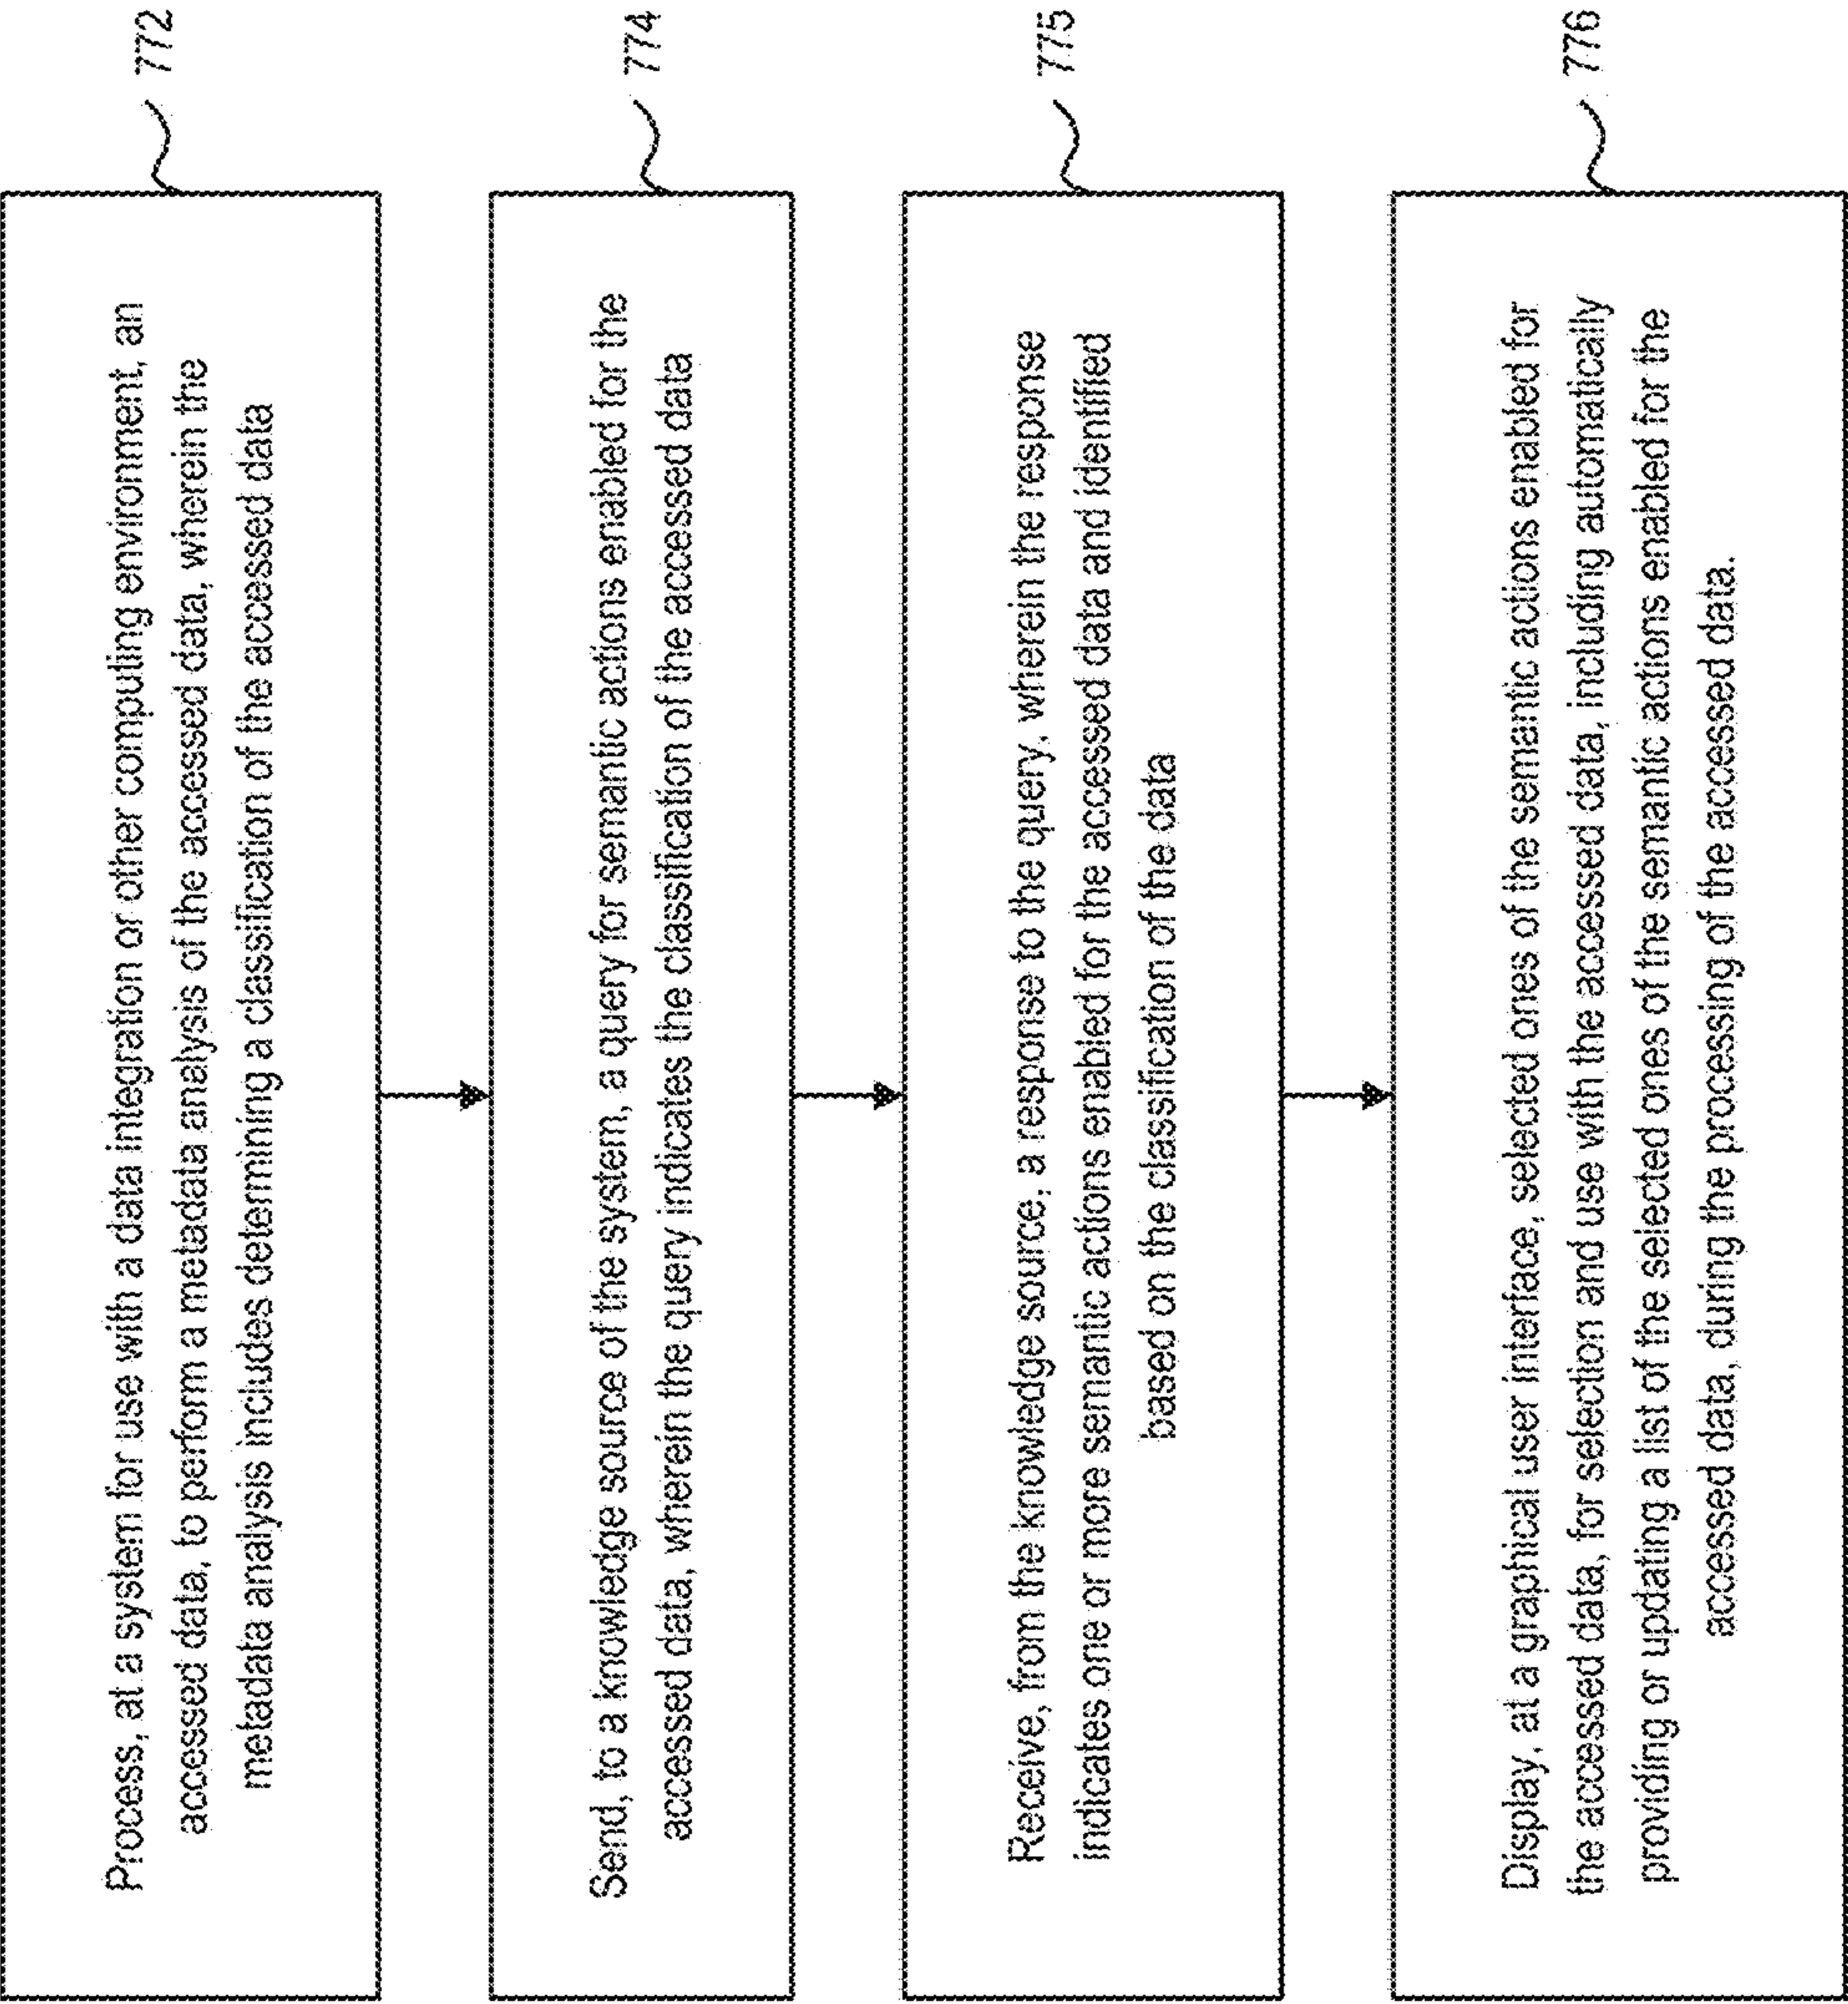 Process, at a system for use with a data integration or other computing environment, an
accessed data, to perform a metadata analysis of the accessed data, wherein the
metadata analysis includes determining a classification of the accessed data
772
Send, to a knowledge source of the system, a query for semantic actions enabled for the
accessed data, wherein the query indicates the classification of the accessed data
774
Receive, from the knowledge source, a response to the query, wherein the response
indicates one or more semantic actions enabled for the accessed data and identified
based on the classification of the data
775
Display, at a graphical user interface, selected ones of the semantic actions enabled for
the accessed data, for selection and use with the accessed data, including automatically
providing or updating a list of the selected ones of the semantic actions enabled for the
accessed data, during the processing of the accessed data.
776